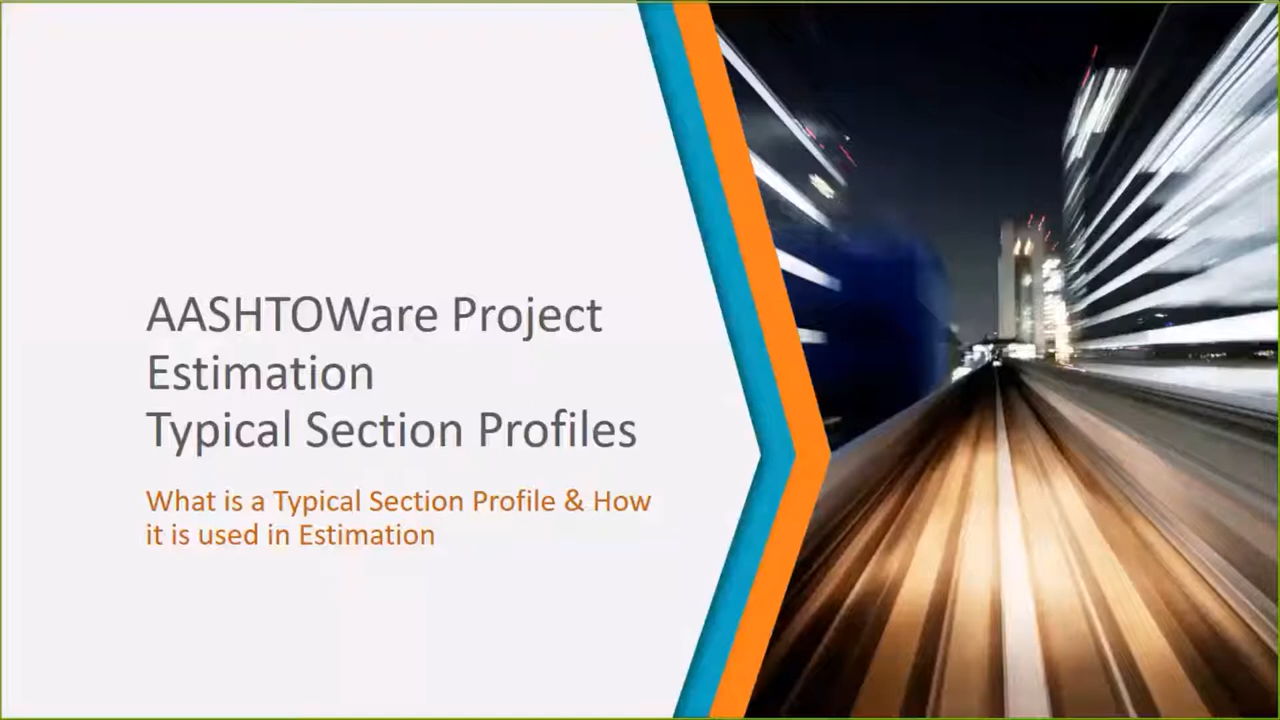 AASHTOWare Project
Estimation
Typical Section Profiles
What is a Typical Section Profile & How
it is used in Estimation